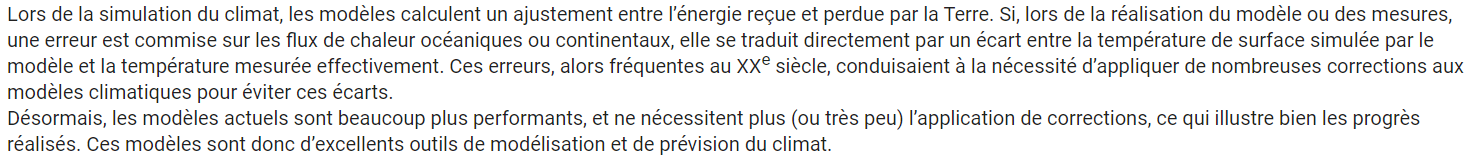 Lors de la simulation du climat, les modèles calculent un ajustement entre l’énergie reçue et perdue par la Terre. Si, lors de la réalisation du modèle ou des mesures,
une erreur est commise sur les flux de chaleur océaniques ou continentaux, elle se traduit directement par un écart entre la température de surface simulée par le
modèle et la température mesurée effectivement. Ces erreurs, alors fréquentes au XXe siècle, conduisaient à la nécessité d’appliquer de nombreuses corrections aux
modèles climatiques pour éviter ces écarts.
Désormais, les modèles actuels sont beaucoup plus performants, et ne nécessitent plus (ou très peu) l’application de corrections, ce qui illustre bien les progrès
réalisés. Ces modèles sont donc d’excellents outils de modélisation et de prévision du climat.